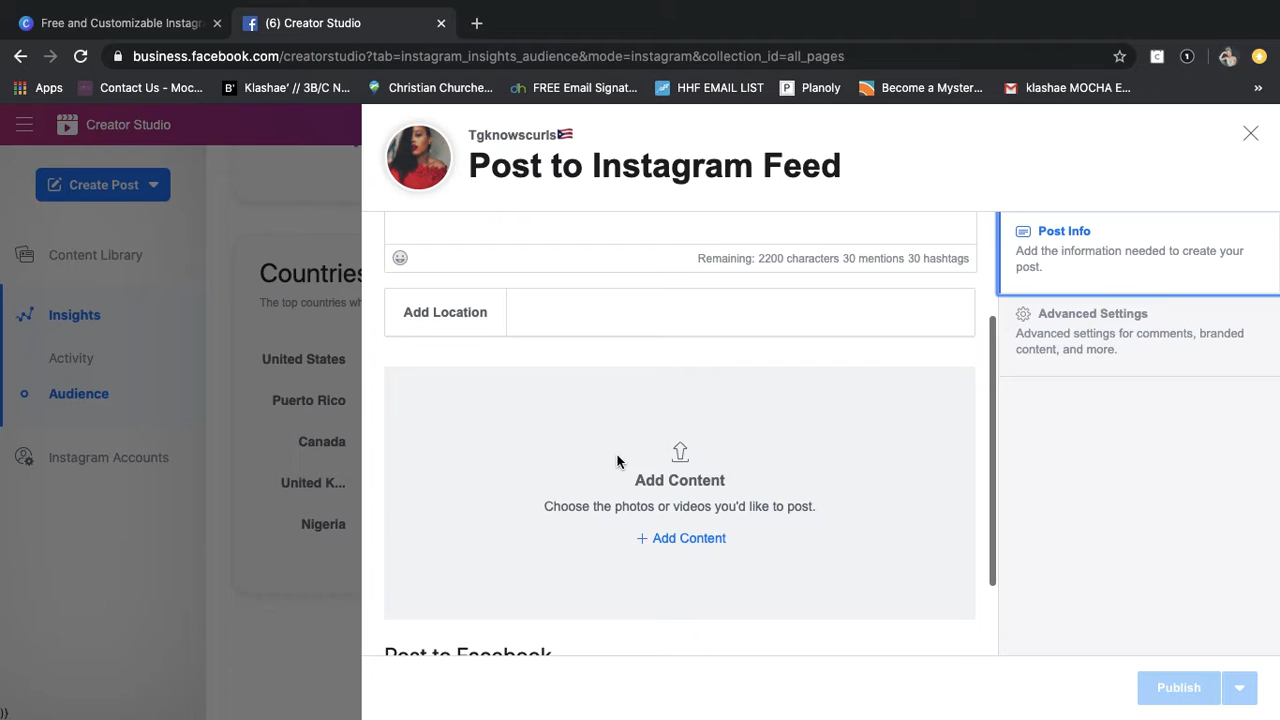 Free and Customizable Instagr
(6) Creator Studio
business.facebook.com/creatorstudio?tab=instagram_insights_audience&mode=instagram&collection_id=all_pages
Apps
Contact Us - Moc...
Klashae' // 3B/C N...
Christian Churche...
FREE Email Signat...
HHF EMAIL LIST
Planoly
Become a Myster...
klashae MOCHA E...
»
Creator Studio
Create Post
Content Library
Insights
Activity
Audience
Instagram Accounts
Countries
The top countries wh
United States
Puerto Rico
Canada
United K...
Nigeria
Tgknowscurls🇵🇷
Post to Instagram Feed
Remaining: 2200 characters 30 mentions 30 hashtags
Add Location
Add Content
Choose the photos or videos you'd like to post.
+ Add Content
Post to Facebook
Post Info
Add the information needed to create your
post.
Advanced Settings
Advanced settings for comments, branded
content, and more.
Publish
)}